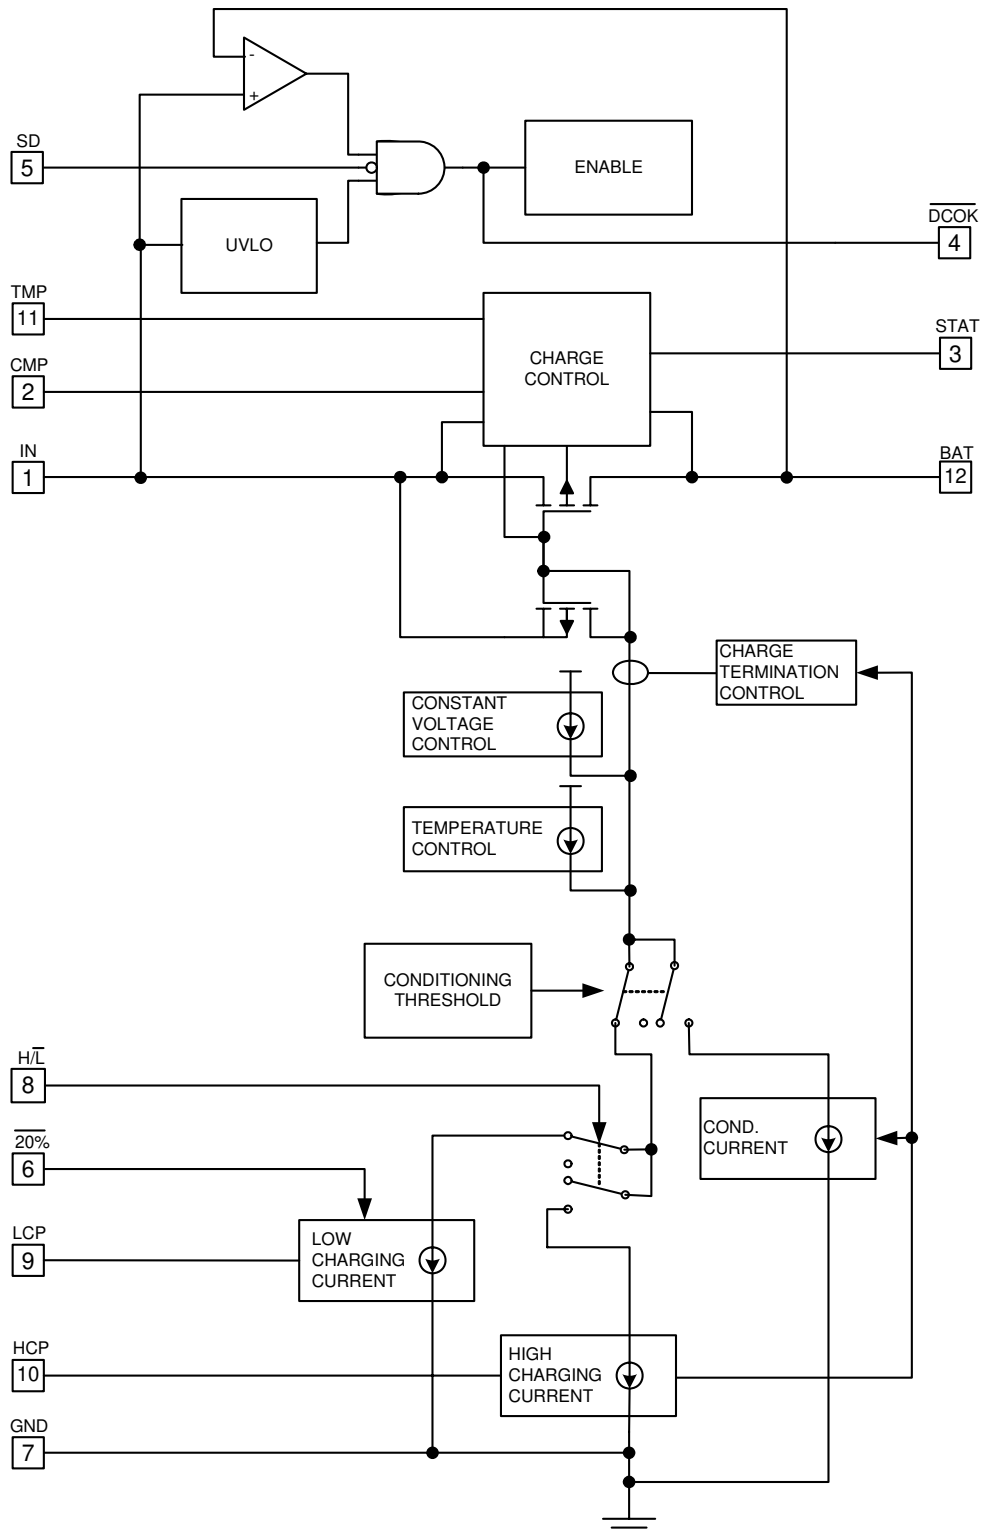 -
+
SD
5
ENABLE
DCOK
4
UVLO
TMP
11
CHARGE
CONTROL
STAT
3
CMP
2
IN
1
BAT
12
CHARGE
TERMINATION
CONTROL
CONSTANT
VOLTAGE
CONTROL
TEMPERATURE
CONTROL
CONDITIONING
THRESHOLD
H/L̅
8
COND.
CURRENT
20%
6
LCP
9
LOW
CHARGING
CURRENT
HCP
10
HIGH
CHARGING
CURRENT
GND
7